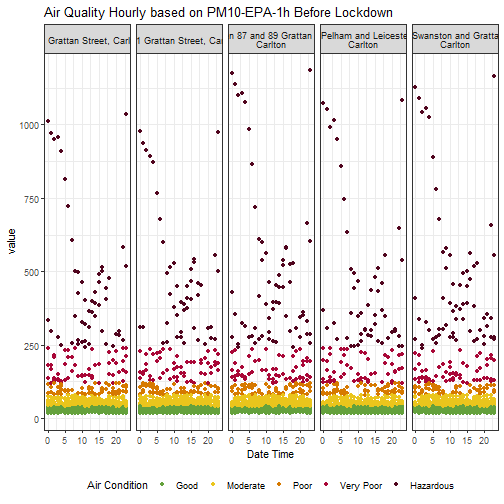 Air Quality Hourly based on PM10-EPA-1h Before Lockdown
Grattan Street, Carl
1 Grattan Street, Car
n 87 and 89 Grattan
Carlton
Pelham and Leiceste
Carlton
Swanston and Gratta
Carlton
value
1000
750
500
250
0
0 5 10 15 20
0 5 10 15 20
0 5 10 15 20
0 5 10 15 20
0 5 10 15 20
Date Time
Air Condition
Good
Moderate
Poor
Very Poor
Hazardous